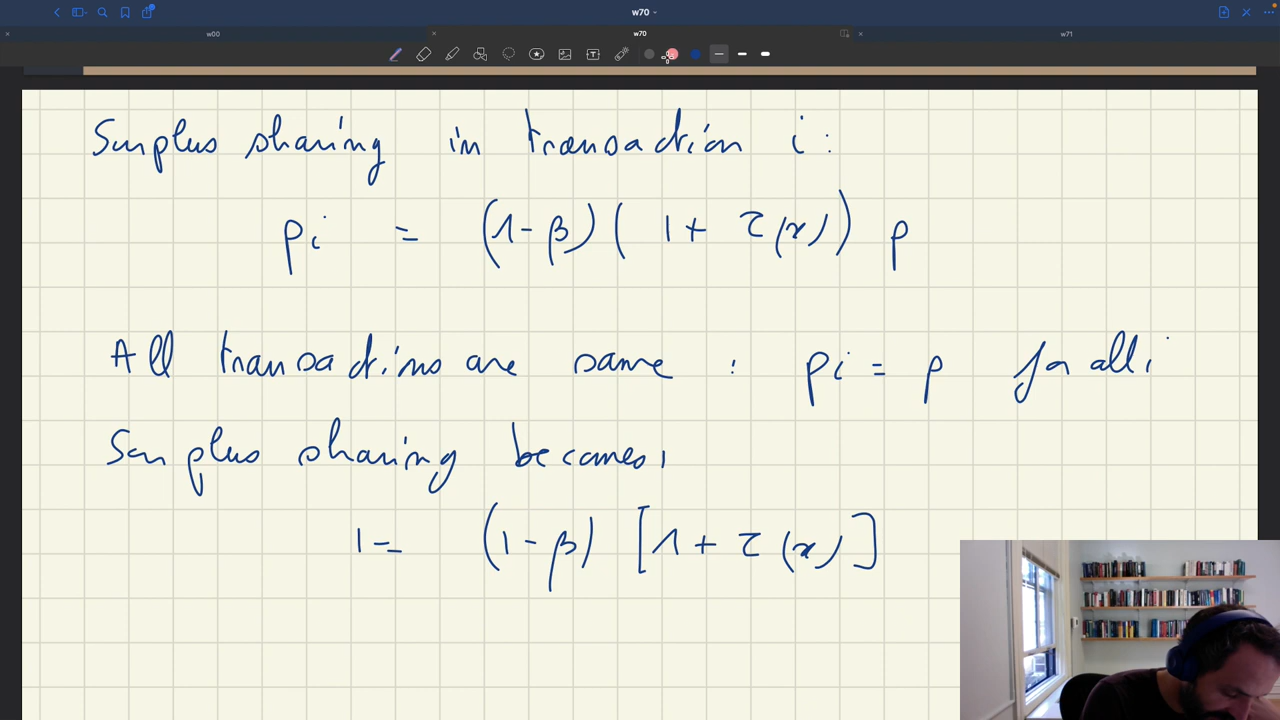 w70
w00
w70
w71
Surplus sharing in transaction i:
pi = (1-β)(1+ τ(x)) p
All transactions are same : pi = p for all i
Surplus sharing becomes,
1= (1-β) [1+ τ(x)]